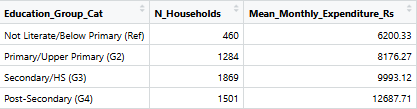 Education_Group_Cat N_Households Mean_Monthly_Expenditure_Rs
Not Literate/Below Primary (Ref) 460 6200.33
Primary/Upper Primary (G2) 1284 8176.27
Secondary/HS (G3) 1869 9993.12
Post-Secondary (G4) 1501 12687.71